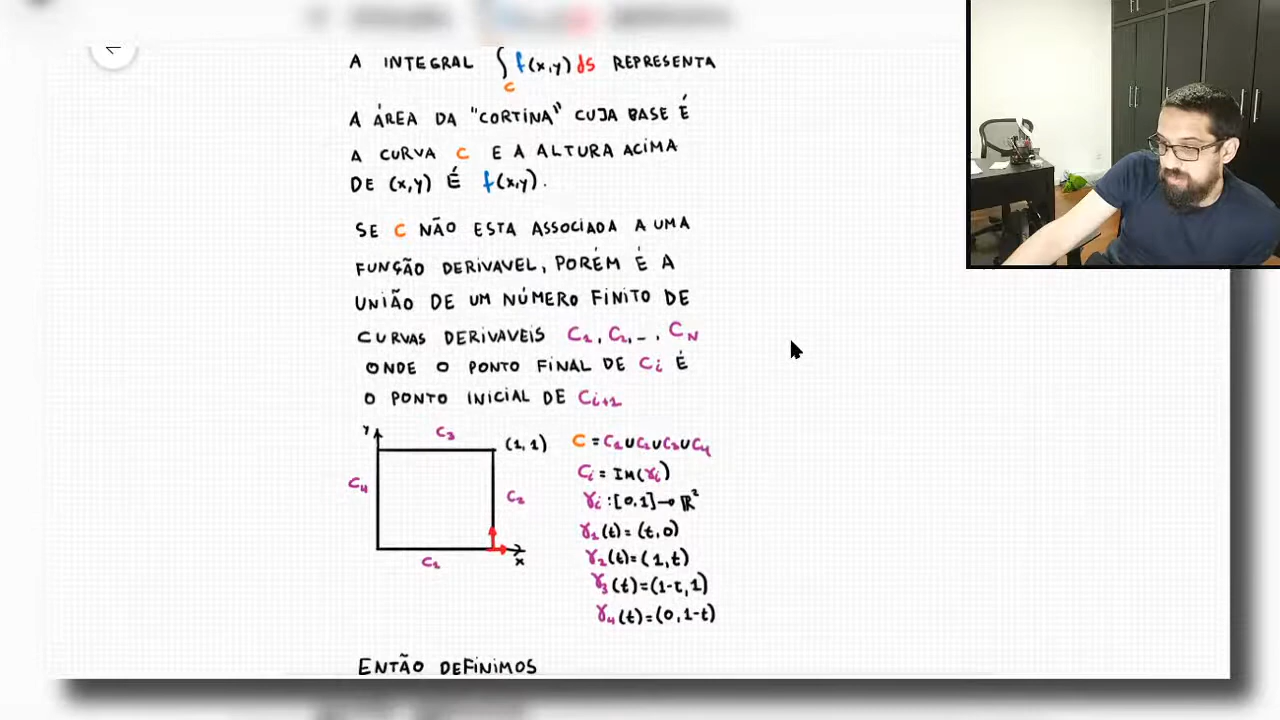 A INTEGRAL ∫_C f(x,y) ds REPRESENTA
A ÁREA DA "CORTINA" CUJA BASE É
A CURVA C E A ALTURA ACIMA
DE (x,y) É f(x,y).
SE C NÃO ESTA ASSOCIADA A UMA
FUNÇÃO DERIVAVEL, PORÉM É A
UNIÃO DE UM NÚMERO FINITO DE
CURVAS DERIVAVEIS C₁, C₂, ... , C_N
ONDE O PONTO FINAL DE Ci É
O PONTO INICIAL DE Ci+1
y
C₃
(1,1)
C₄
C₂
C₁
x
C = C₁∪C₂∪C₃∪C₄
Ci = IM(γi)
γi : [0,1] → ℝ²
γ₁(t) = (t,0)
γ₂(t) = (1,t)
γ₃(t) = (1-t,1)
γ₄(t) = (0,1-t)
ENTÃO DEFINIMOS